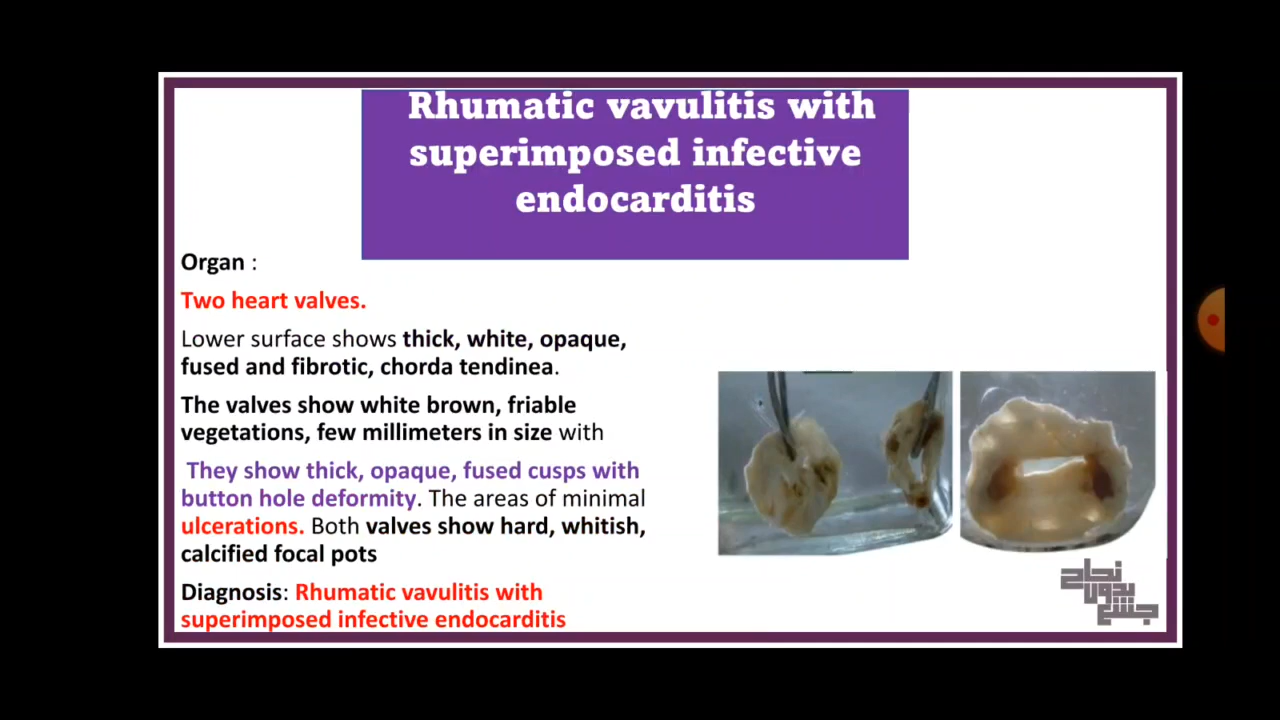 Rhumatic vavulitis with
superimposed infective
endocarditis
Organ :
Two heart valves.
Lower surface shows thick, white, opaque,
fused and fibrotic, chorda tendinea.
The valves show white brown, friable
vegetations, few millimeters in size with
They show thick, opaque, fused cusps with
button hole deformity. The areas of minimal
ulcerations. Both valves show hard, whitish,
calcified focal pots
Diagnosis: Rhumatic vavulitis with
superimposed infective endocarditis
نجاح
بدون
جشع